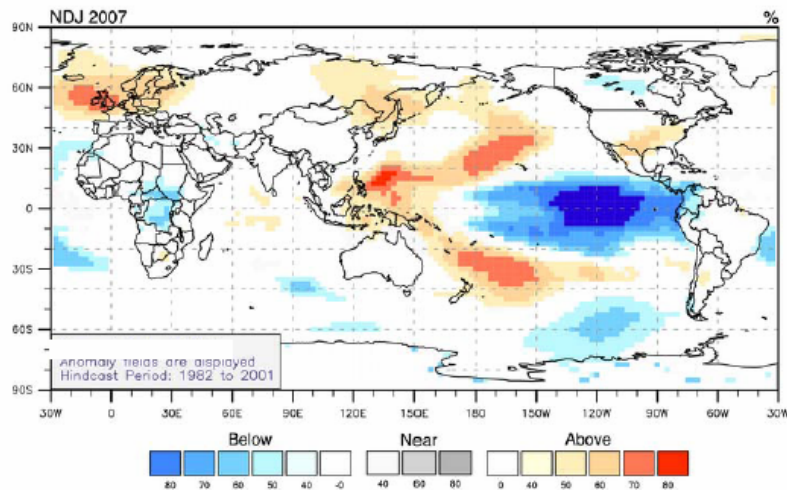 NDJ 2007 %
90N
60N
30N
0
30S
60S
90S
Anomaly fields are displayed
Hindcast Period: 1982 to 2001
30W 0 30E 60E 90E 120E 150E 180 150W 120W 90W 60W 30W
Below Near Above
80 70 60 50 40 -0 40 60 80 0 40 50 60 70 80